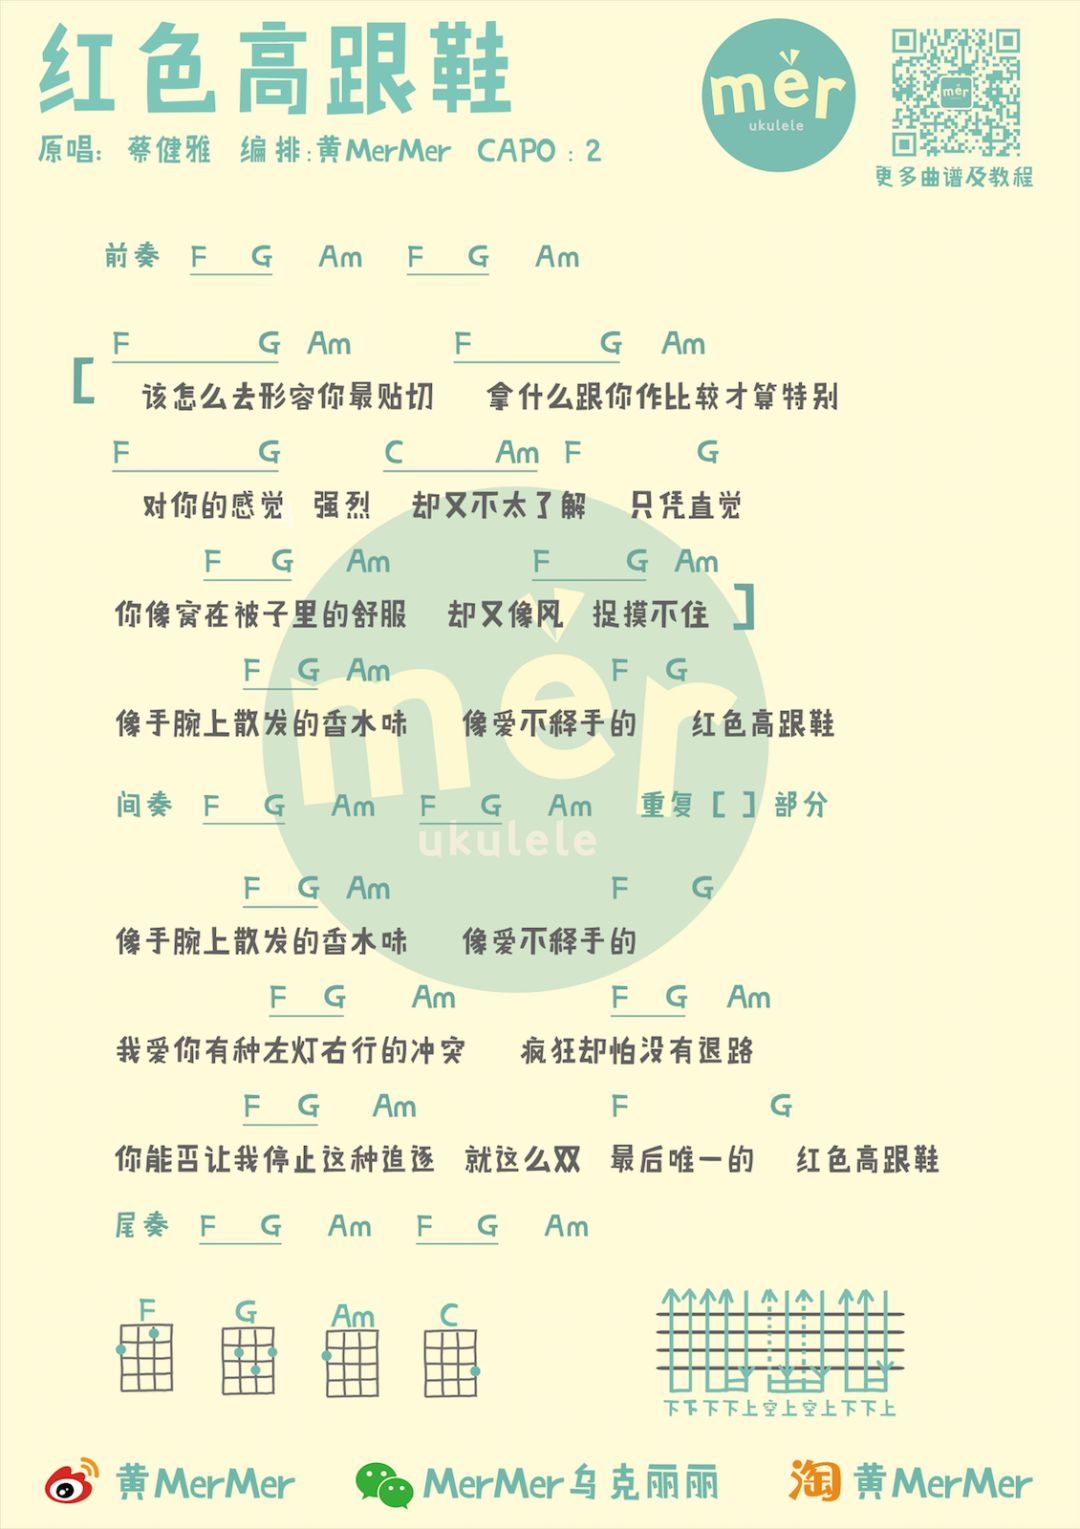 红色高跟鞋
原唱: 蔡健雅 编排:黄MerMer CAPO : 2
mer
ukulele
mer
更多曲谱及教程
前奏 F G Am F G Am
F G Am F G Am
[ 该怎么去形容你最贴切 拿什么跟你作比较才算特别
F G C Am F G
对你的感觉 强烈 却又不太了解 只凭直觉
F G Am F G Am
你像窝在被子里的舒服 却又像风 捉摸不住 ]
F G Am F G
像手腕上散发的香水味 像爱不释手的 红色高跟鞋
间奏 F G Am F G Am 重复 [ ] 部分
mer
ukulele
F G Am F G
像手腕上散发的香水味 像爱不释手的
F G Am F G Am
我爱你有种左灯右行的冲突 疯狂却怕没有退路
F G Am F G
你能否让我停止这种追逐 就这么双 最后唯一的 红色高跟鞋
尾奏 F G Am F G Am
F G Am C
下下下下上空上空上下下上
黄MerMer MerMer乌克丽丽 淘 黄MerMer